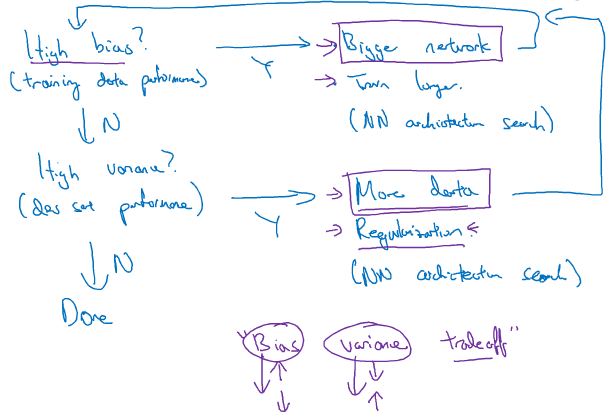 High bias?
(training data performance)
Y
Bigger network
Train longer.
(NN architecture search)
N
High variance?
(dev set performance)
Y
More data
Regularization.
(NN architecture search)
N
Done
"Bias variance tradeoff"